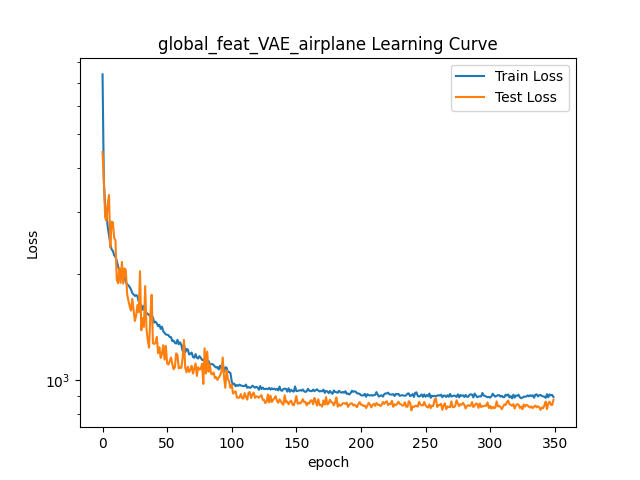 global_feat_VAE_airplane Learning Curve
Train Loss
Test Loss
Loss
10³
0 50 100 150 200 250 300 350
epoch